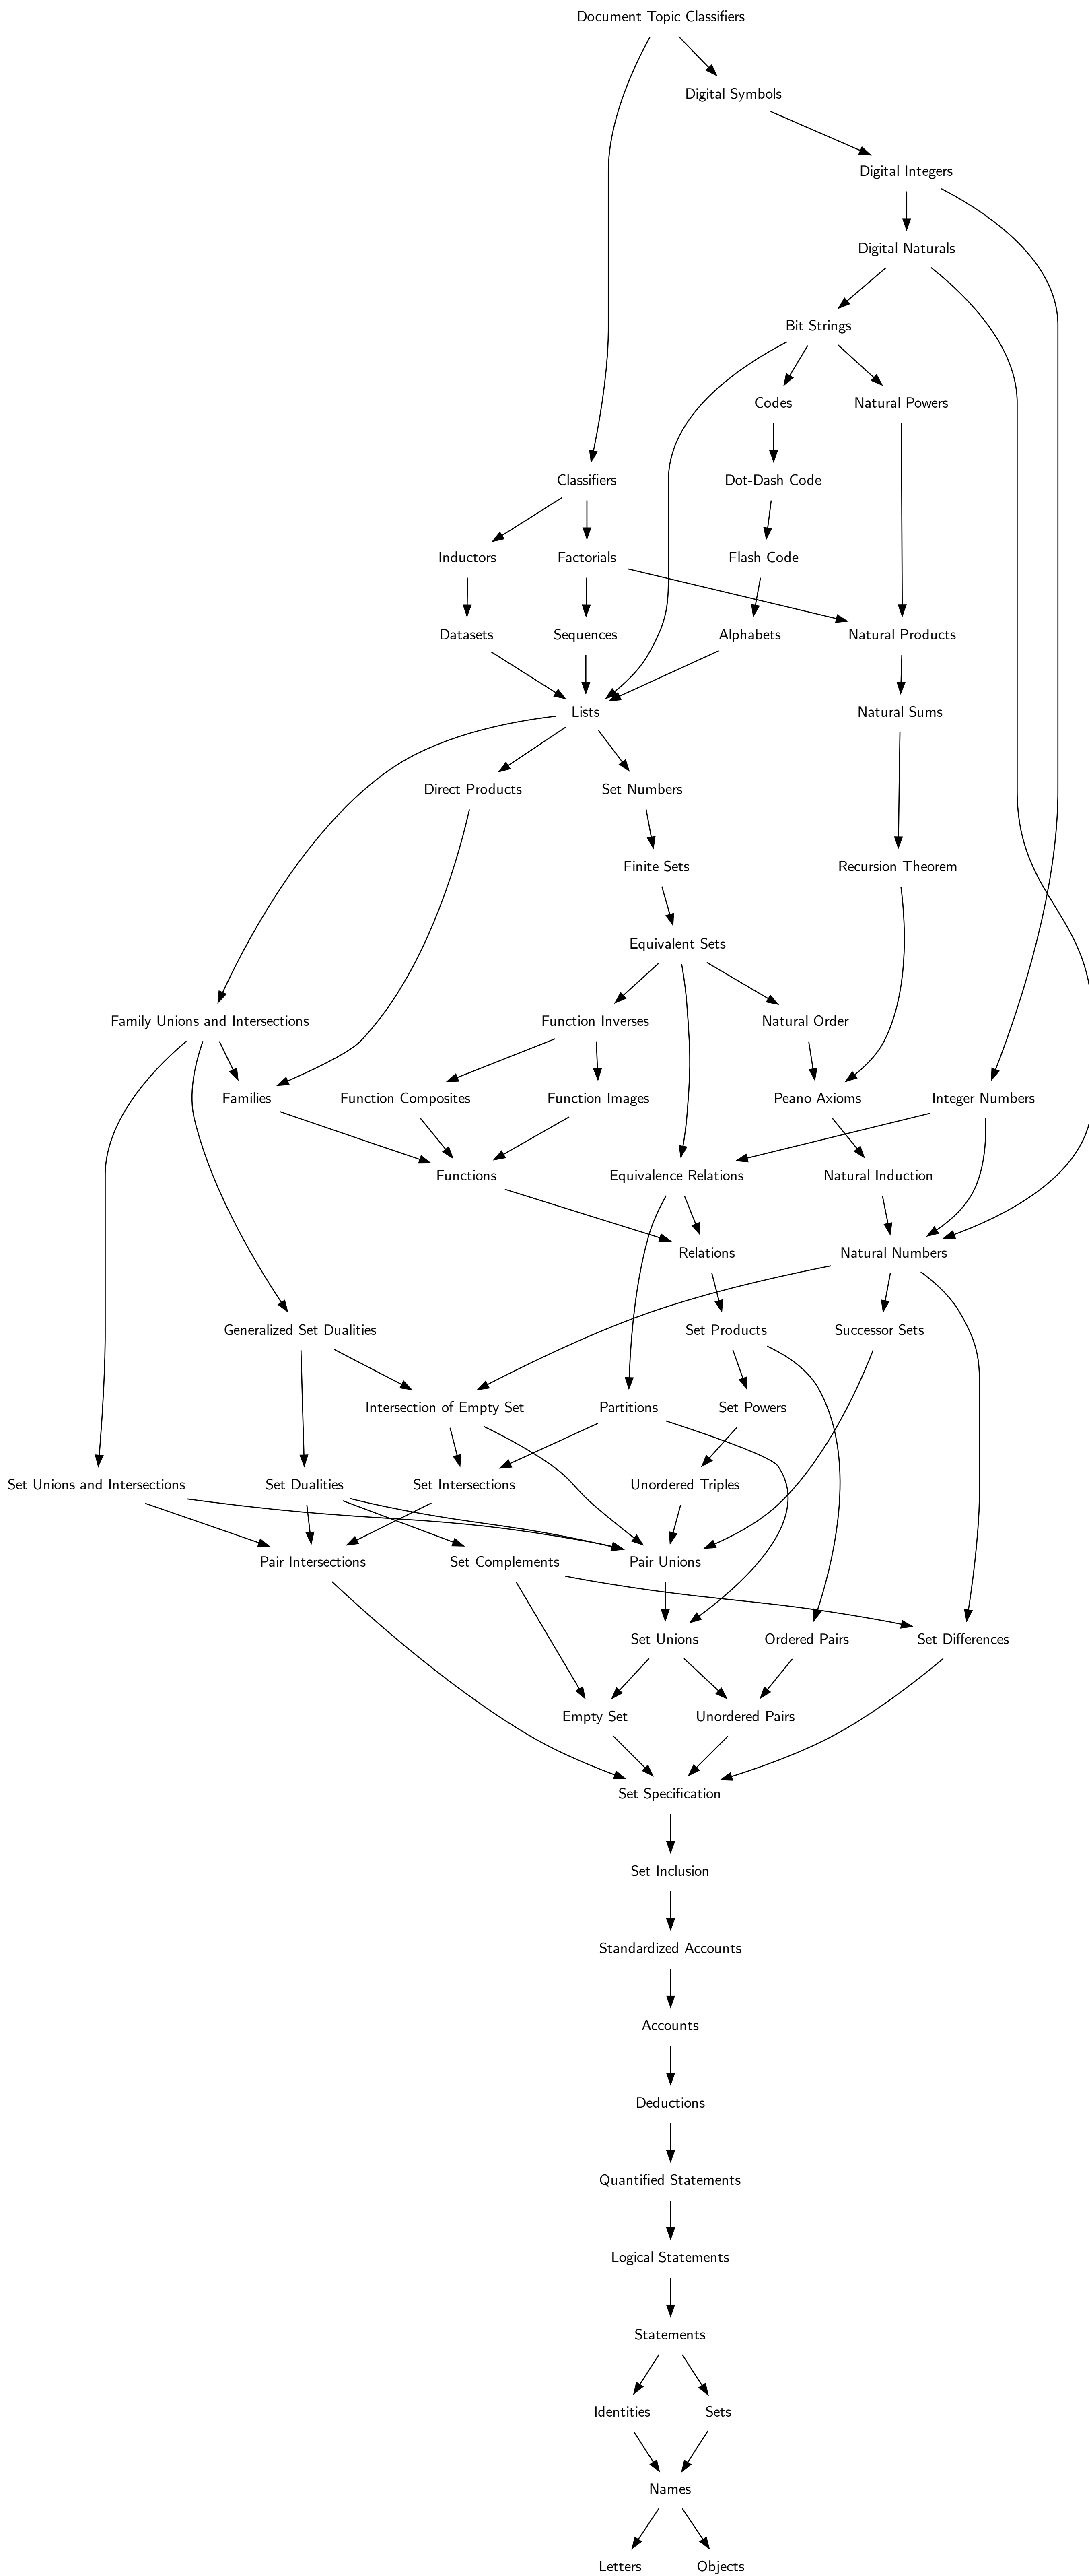 Document Topic Classifiers
Digital Symbols
Digital Integers
Digital Naturals
Bit Strings
Codes
Natural Powers
Classifiers
Dot-Dash Code
Inductors
Factorials
Flash Code
Datasets
Sequences
Alphabets
Natural Products
Lists
Natural Sums
Direct Products
Set Numbers
Finite Sets
Recursion Theorem
Equivalent Sets
Family Unions and Intersections
Function Inverses
Natural Order
Families
Function Composites
Function Images
Peano Axioms
Integer Numbers
Functions
Equivalence Relations
Natural Induction
Relations
Natural Numbers
Generalized Set Dualities
Set Products
Successor Sets
Intersection of Empty Set
Partitions
Set Powers
Set Unions and Intersections
Set Dualities
Set Intersections
Unordered Triples
Pair Intersections
Set Complements
Pair Unions
Set Unions
Ordered Pairs
Set Differences
Empty Set
Unordered Pairs
Set Specification
Set Inclusion
Standardized Accounts
Accounts
Deductions
Quantified Statements
Logical Statements
Statements
Identities
Sets
Names
Letters
Objects